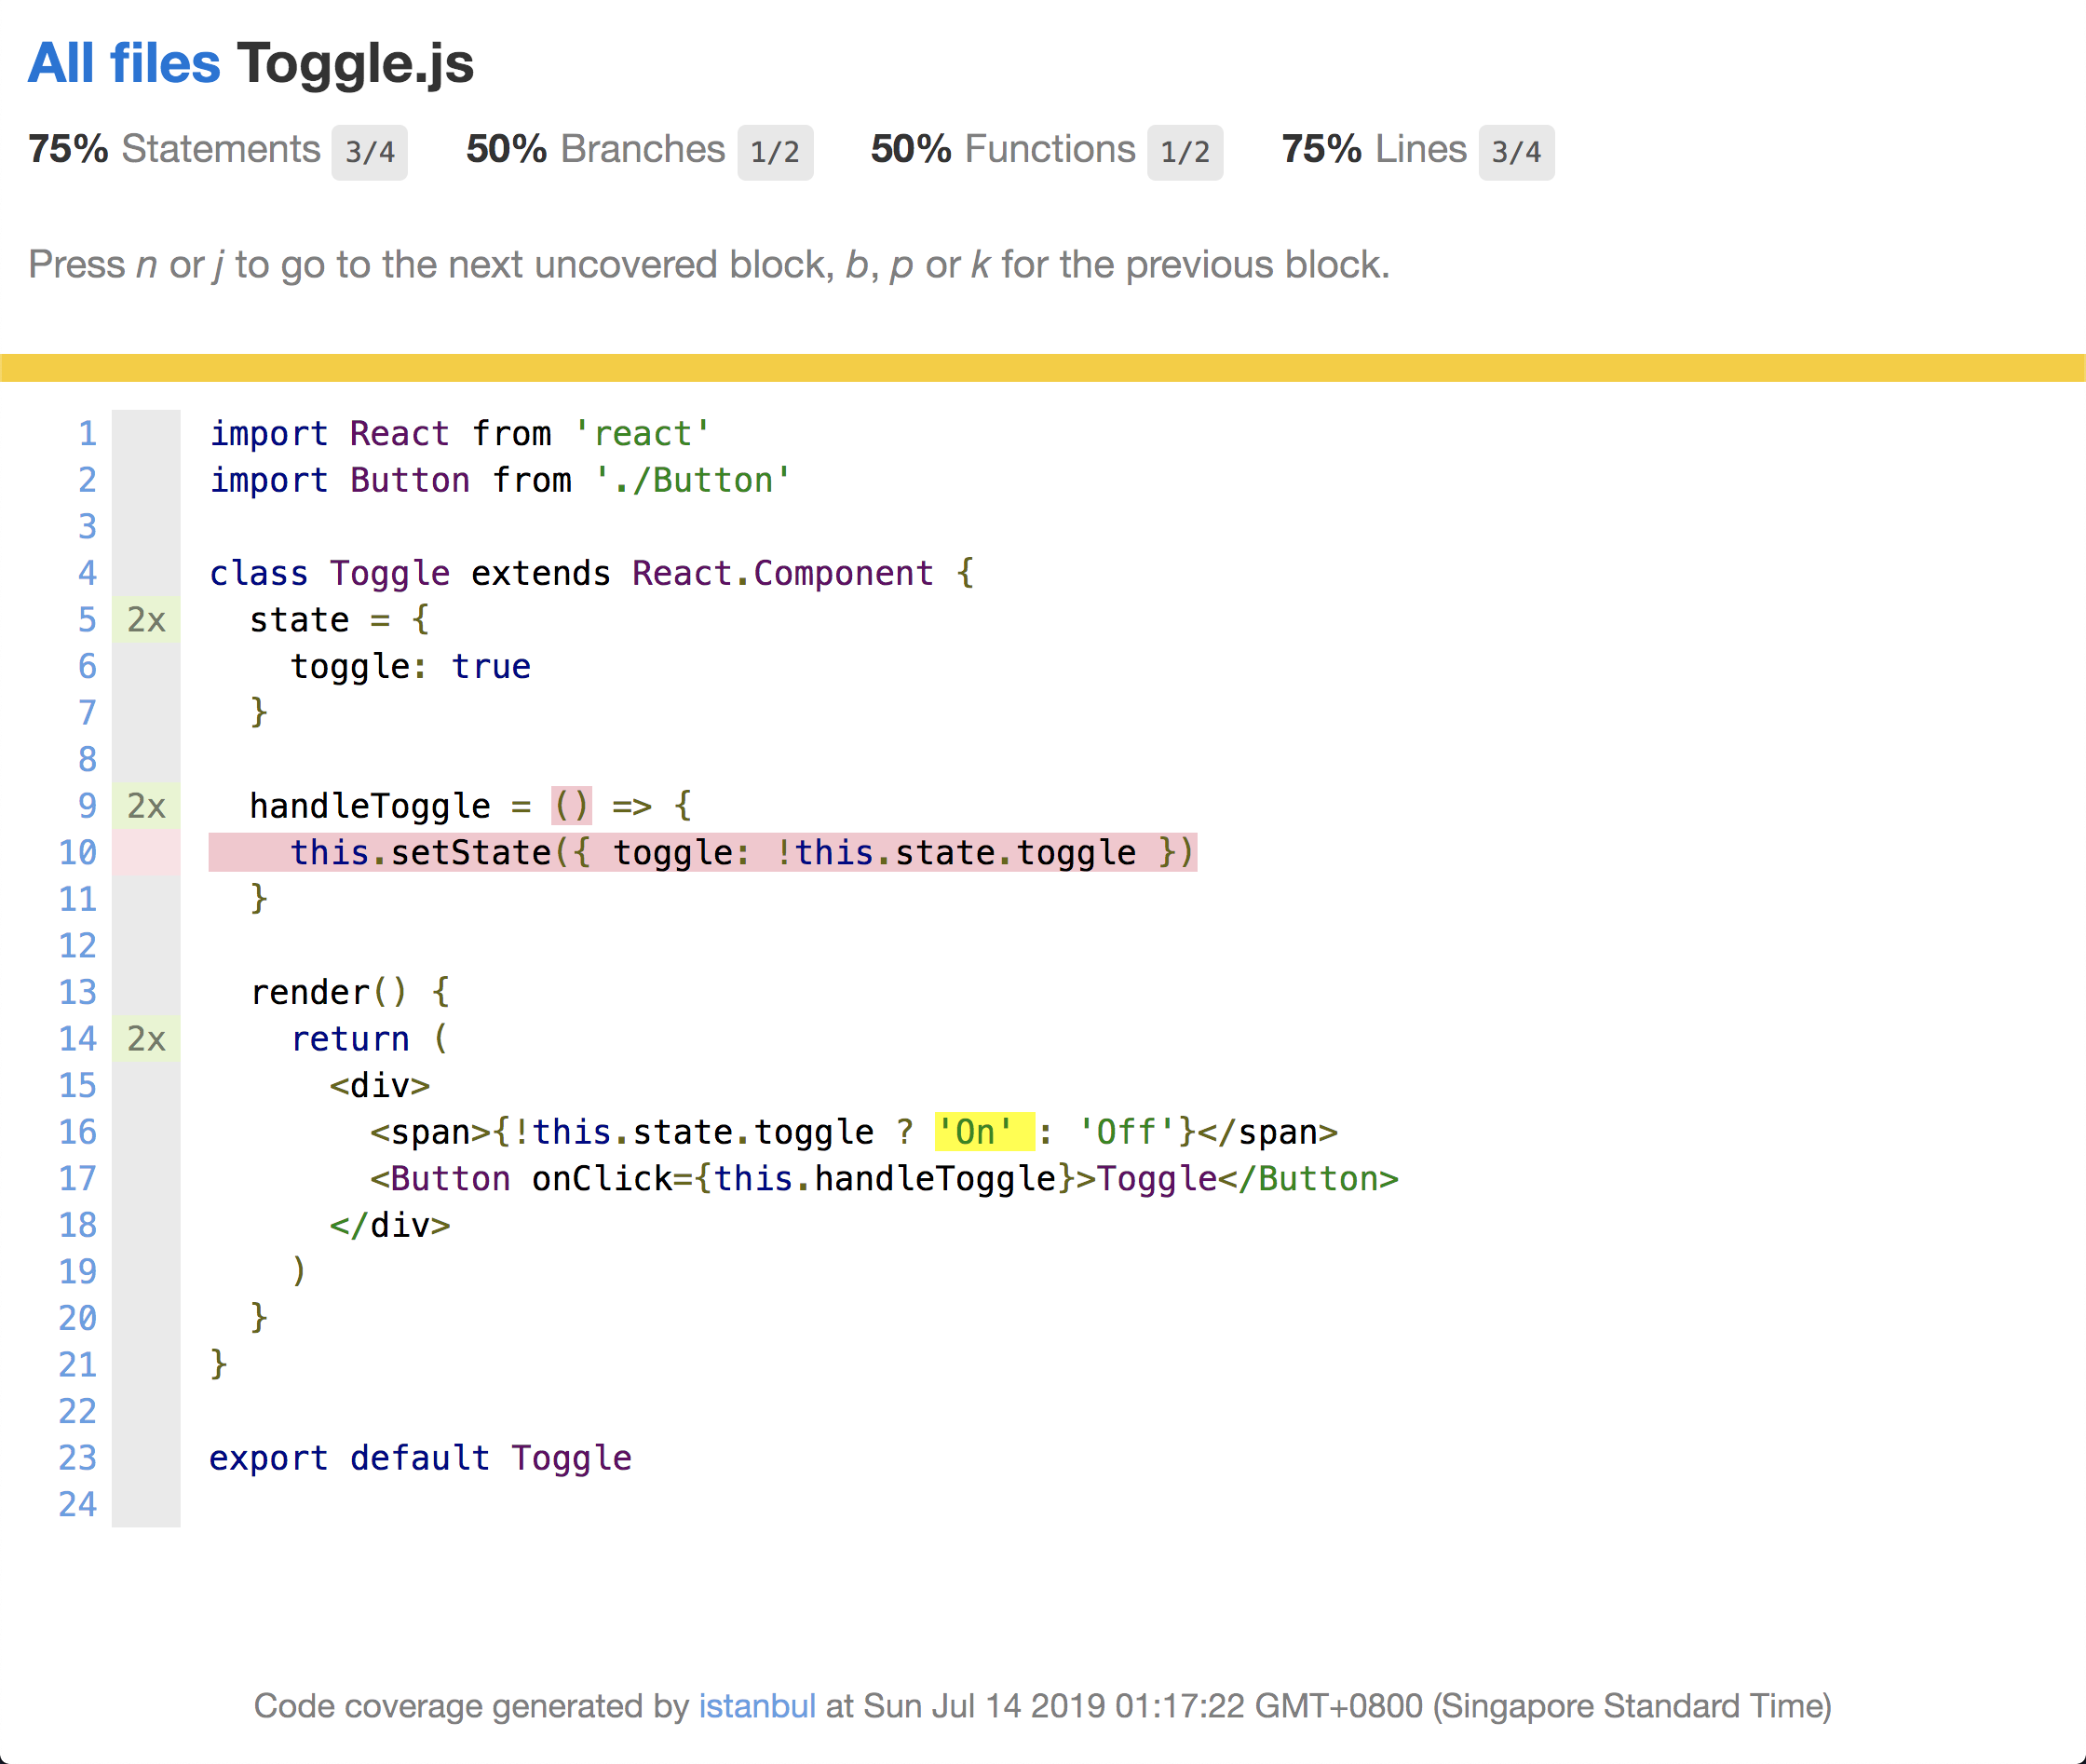 All files Toggle.js
75% Statements 3/4 50% Branches 1/2 50% Functions 1/2 75% Lines 3/4
Press n or j to go to the next uncovered block, b, p or k for the previous block.
1 import React from 'react'
2 import Button from './Button'
3
4 class Toggle extends React.Component {
5 2x   state = {
6     toggle: true
7   }
8
9 2x   handleToggle = () => {
10     this.setState({ toggle: !this.state.toggle })
11   }
12
13   render() {
14 2x     return (
15       <div>
16         <span>{!this.state.toggle ? 'On' : 'Off'}</span>
17         <Button onClick={this.handleToggle}>Toggle</Button>
18       </div>
19     )
20   }
21 }
22
23 export default Toggle
24
Code coverage generated by istanbul at Sun Jul 14 2019 01:17:22 GMT+0800 (Singapore Standard Time)